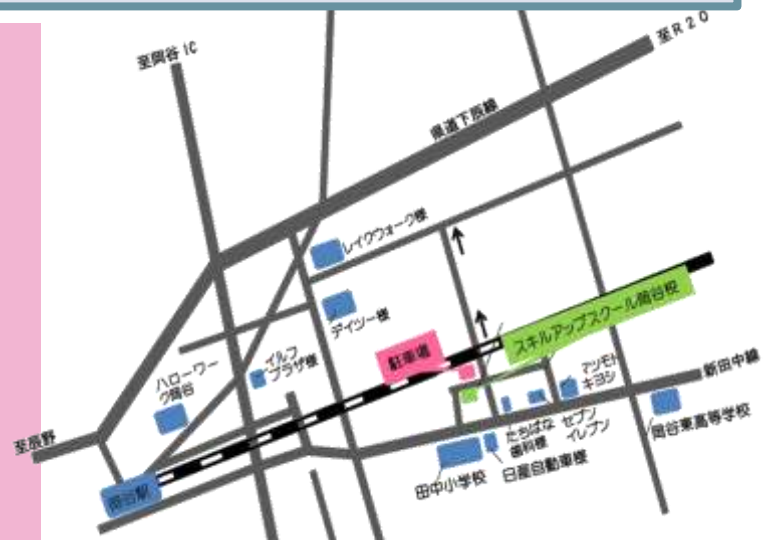 至岡谷IC
至R20
県道下辰線
レイクウォーク様
デイツー様
スキルアップスクール岡谷校
駐車場
イルフ
プラザ様
ハローワー
ク岡谷
マツモト
キヨシ
新田中線
至辰野
たちばな
歯科様
セブン
イレブン
岡谷東高等学校
岡谷駅
田中小学校
日産自動車様